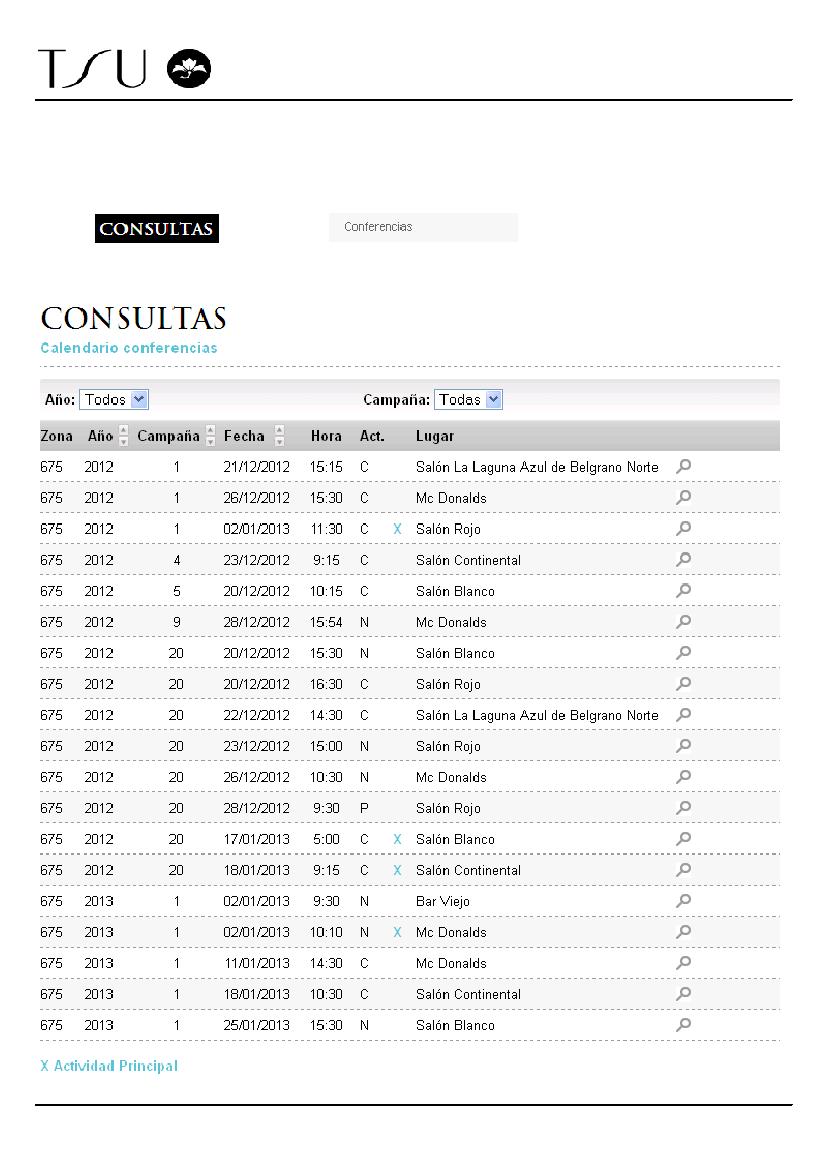 TSU
CONSULTAS
Conferencias
CONSULTAS
Calendario conferencias
Año: Todos Campaña: Todas
Zona Año Campaña Fecha Hora Act. Lugar
675 2012 1 21/12/2012 15:15 C Salón La Laguna Azul de Belgrano Norte
675 2012 1 26/12/2012 15:30 C Mc Donalds
675 2012 1 02/01/2013 11:30 C X Salón Rojo
675 2012 4 23/12/2012 9:15 C Salón Continental
675 2012 5 20/12/2012 10:15 C Salón Blanco
675 2012 9 28/12/2012 15:54 N Mc Donalds
675 2012 20 20/12/2012 15:30 N Salón Blanco
675 2012 20 20/12/2012 16:30 C Salón Rojo
675 2012 20 22/12/2012 14:30 C Salón La Laguna Azul de Belgrano Norte
675 2012 20 23/12/2012 15:00 N Salón Rojo
675 2012 20 26/12/2012 10:30 N Mc Donalds
675 2012 20 28/12/2012 9:30 P Salón Rojo
675 2012 20 17/01/2013 5:00 C X Salón Blanco
675 2012 20 18/01/2013 9:15 C X Salón Continental
675 2013 1 02/01/2013 9:30 N Bar Viejo
675 2013 1 02/01/2013 10:10 N X Mc Donalds
675 2013 1 11/01/2013 14:30 C Mc Donalds
675 2013 1 18/01/2013 10:30 C Salón Continental
675 2013 1 25/01/2013 15:30 N Salón Blanco
X Actividad Principal